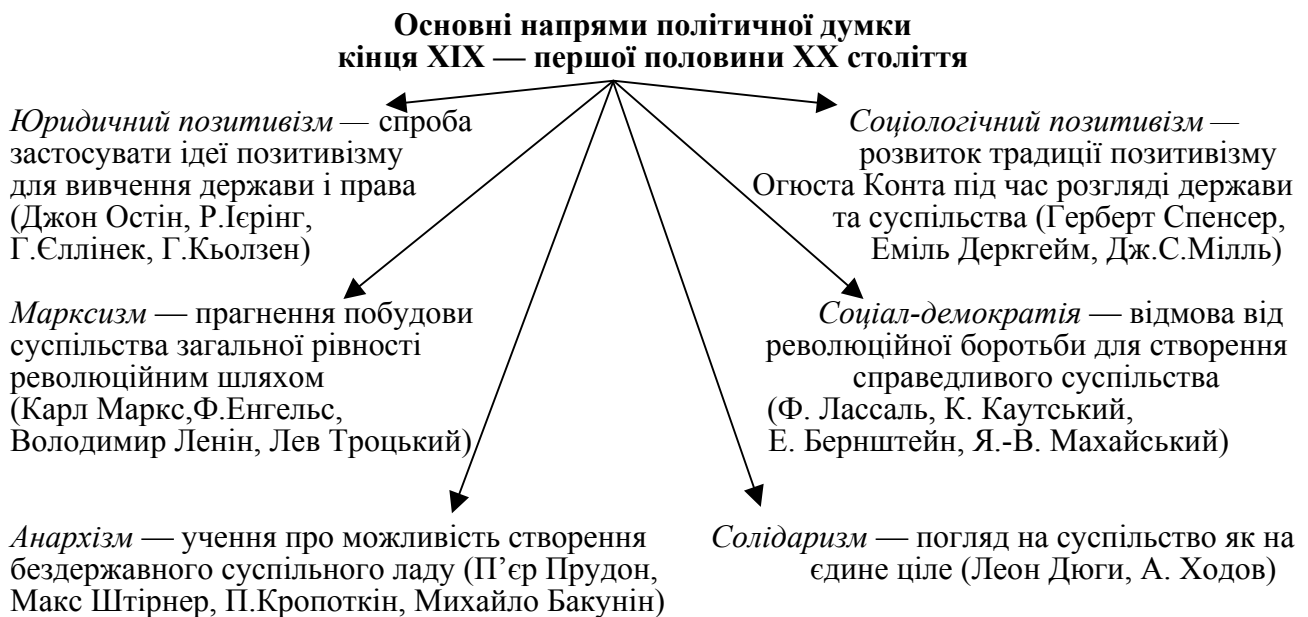 Основні напрями політичної думки
кінця XIX — першої половини XX століття
Юридичний позитивізм — спроба
застосувати ідеї позитивізму
для вивчення держави і права
(Джон Остін, Р.Ієрінг,
Г.Єллінек, Г.Кьолзен)
Соціологічний позитивізм —
розвиток традиції позитивізму
Огюста Конта під час розгляді держави
та суспільства (Герберт Спенсер,
Еміль Деркгейм, Дж.С.Мілль)
Марксизм — прагнення побудови
суспільства загальної рівності
революційним шляхом
(Карл Маркс,Ф.Енгельс,
Володимир Ленін, Лев Троцький)
Соціал-демократія — відмова від
революційної боротьби для створення
справедливого суспільства
(Ф. Лассаль, К. Каутський,
Е. Бернштейн, Я.-В. Махайський)
Анархізм — учення про можливість створення
бездержавного суспільного ладу (П’єр Прудон,
Макс Штірнер, П.Кропоткін, Михайло Бакунін)
Солідаризм — погляд на суспільство як на
єдине ціле (Леон Дюги, А. Ходов)